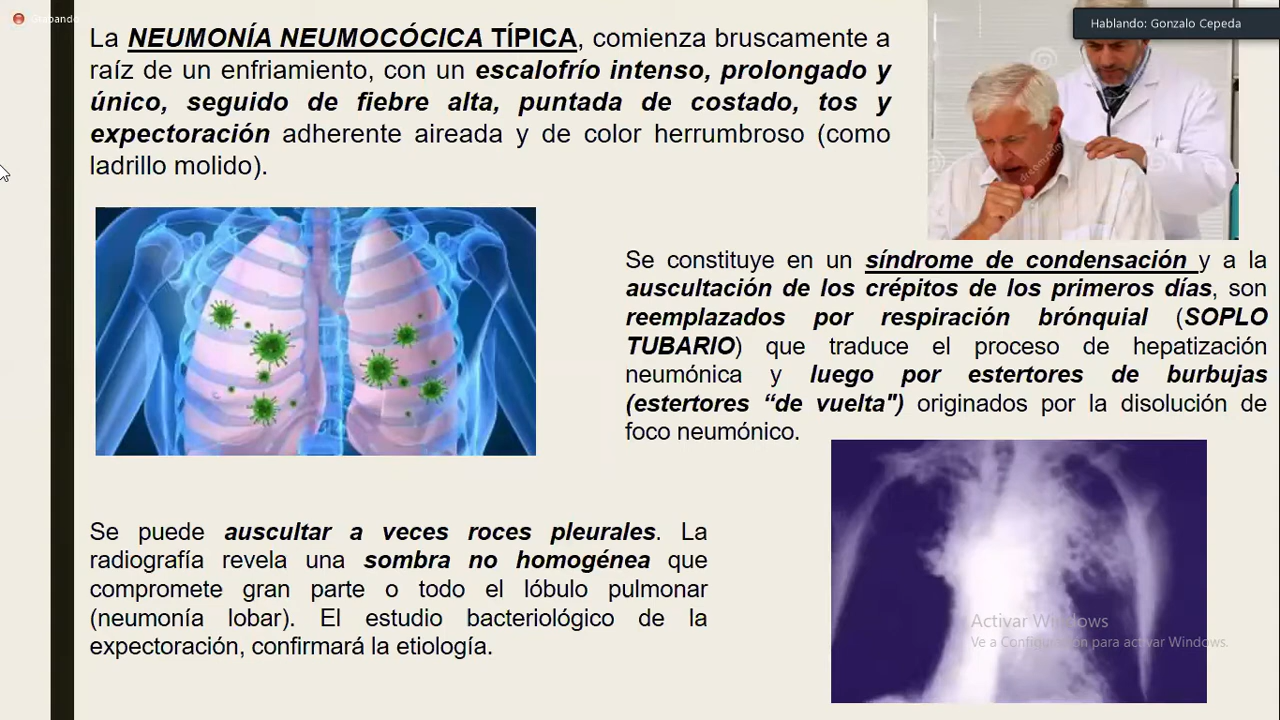 Grabando
Hablando: Gonzalo Cepeda
La NEUMONÍA NEUMOCÓCICA TÍPICA, comienza bruscamente a
raíz de un enfriamiento, con un escalofrío intenso, prolongado y
único, seguido de fiebre alta, puntada de costado, tos y
expectoración adherente aireada y de color herrumbroso (como
ladrillo molido).
Se constituye en un síndrome de condensación y a la
auscultación de los crépitos de los primeros días, son
reemplazados por respiración brónquial (SOPLO
TUBARIO) que traduce el proceso de hepatización
neumónica y luego por estertores de burbujas
(estertores “de vuelta") originados por la disolución de
foco neumónico.
Se puede auscultar a veces roces pleurales. La
radiografía revela una sombra no homogénea que
compromete gran parte o todo el lóbulo pulmonar
(neumonía lobar). El estudio bacteriológico de la
expectoración, confirmará la etiología.
Activar Windows
Ve a Configuración para activar Windows.